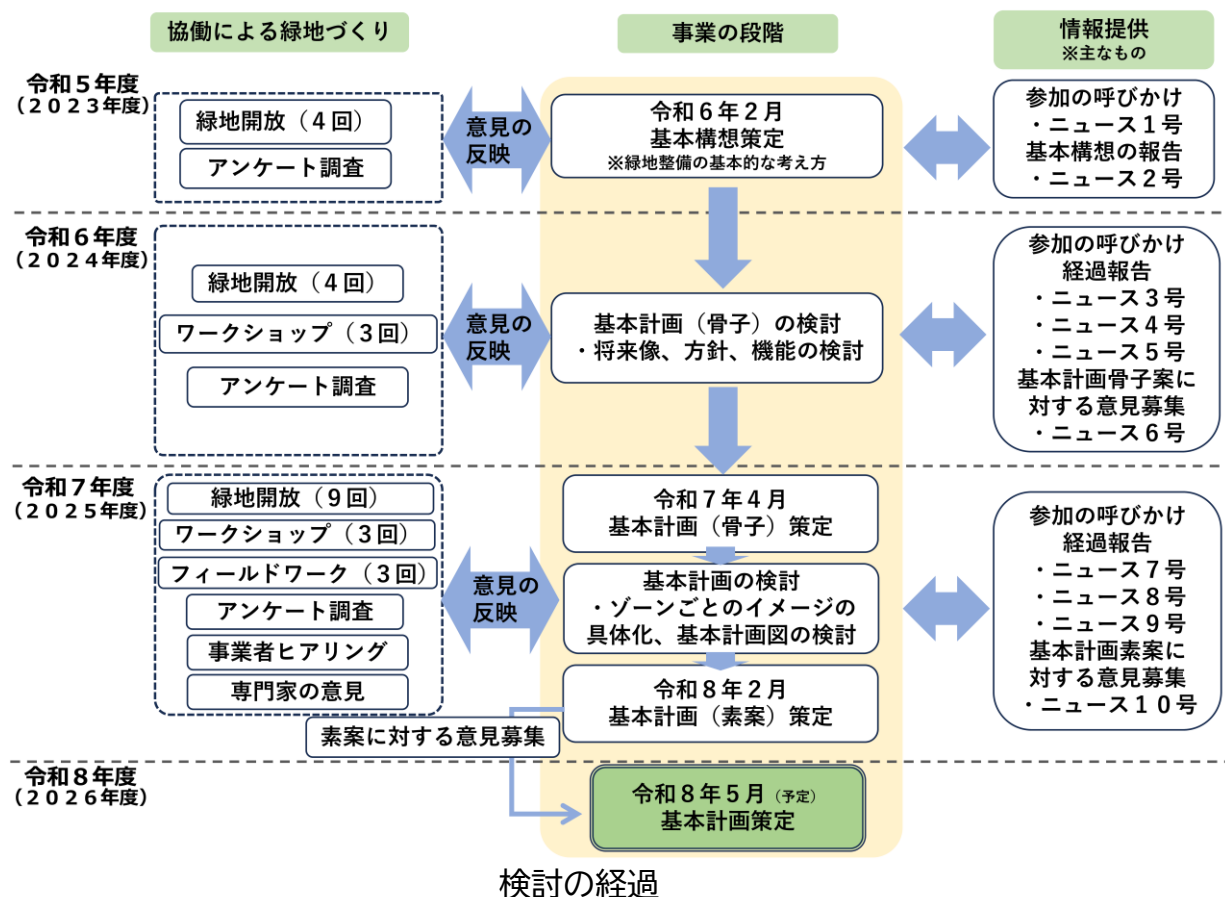 協働による緑地づくり
事業の段階
情報提供
※主なもの
令和5年度
(2023年度)
緑地開放(4回)
アンケート調査
意見の
反映
令和6年2月
基本構想策定
※緑地整備の基本的な考え方
参加の呼びかけ
・ニュース1号
基本構想の報告
・ニュース2号
令和6年度
(2024年度)
緑地開放(4回)
ワークショップ(3回)
アンケート調査
意見の
反映
基本計画(骨子)の検討
・将来像、方針、機能の検討
参加の呼びかけ
経過報告
・ニュース3号
・ニュース4号
・ニュース5号
基本計画骨子案に
対する意見募集
・ニュース6号
令和7年度
(2025年度)
緑地開放(9回)
ワークショップ(3回)
フィールドワーク(3回)
アンケート調査
事業者ヒアリング
専門家の意見
意見の
反映
令和7年4月
基本計画(骨子)策定
基本計画の検討
・ゾーンごとのイメージの
具体化、基本計画図の検討
令和8年2月
基本計画(素案)策定
参加の呼びかけ
経過報告
・ニュース7号
・ニュース8号
・ニュース9号
基本計画素案に
対する意見募集
・ニュース10号
素案に対する意見募集
令和8年度
(2026年度)
令和8年5月(予定)
基本計画策定
検討の経過